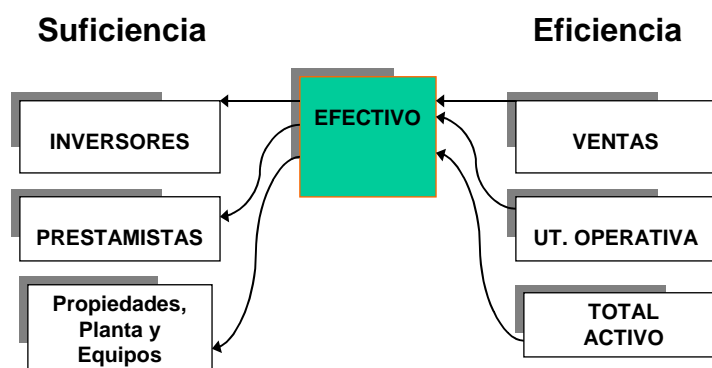 Suficiencia
Eficiencia
INVERSORES
EFECTIVO
VENTAS
PRESTAMISTAS
UT. OPERATIVA
Propiedades,
Planta y
Equipos
TOTAL
ACTIVO